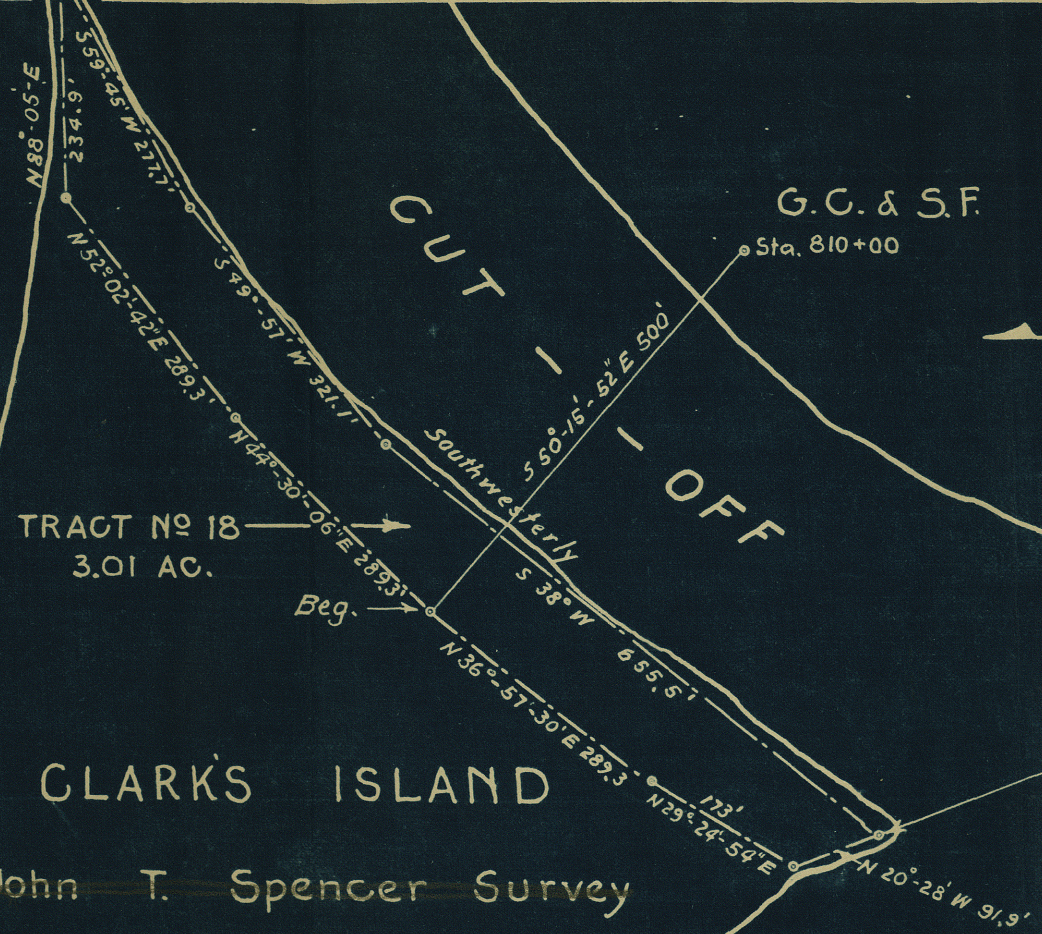 N88°-05'-E
234.9'
S 59°-45' W 277.7'
G.C. & S.F.
Sta. 810+00
CUT - OFF
N 52°-02'-42"E 289.3'
S 49°-57' W 321.1'
S 50°-15'-52" E 500'
Southwesterly
N 44°-30'-06"E 289.3'
TRACT Nº 18
3.01 AC.
Beg.
S 38° W 655.5'
N 36°-57'-30"E 289.3
173'
N 29°-24'-54"E
CLARK'S ISLAND
N 20°-28' W 91.9'
John T. Spencer Survey